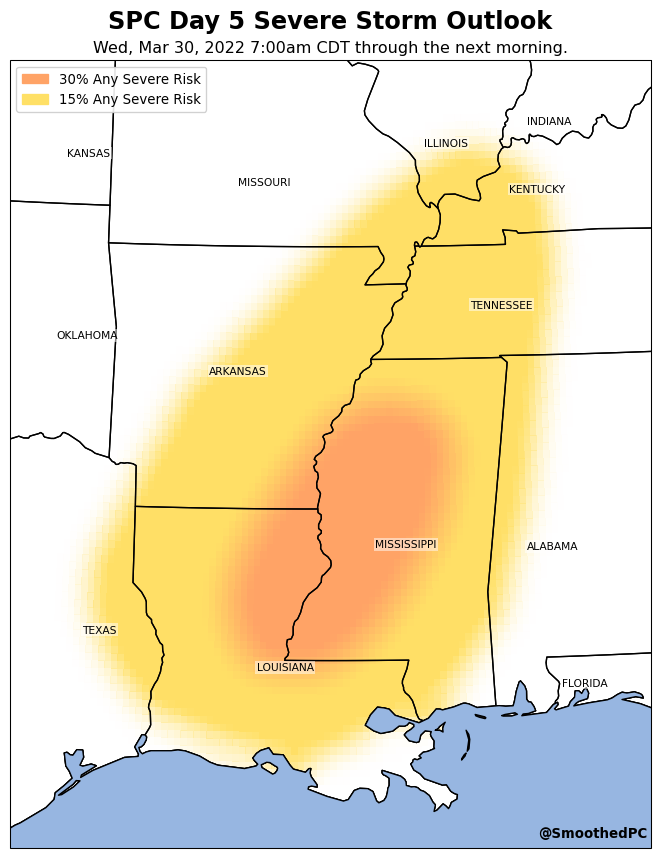 SPC Day 5 Severe Storm Outlook
Wed, Mar 30, 2022 7:00am CDT through the next morning.
30% Any Severe Risk
15% Any Severe Risk
INDIANA
ILLINOIS
KANSAS
MISSOURI
KENTUCKY
TENNESSEE
OKLAHOMA
ARKANSAS
MISSISSIPPI
ALABAMA
TEXAS
LOUISIANA
FLORIDA
@SmoothedPC